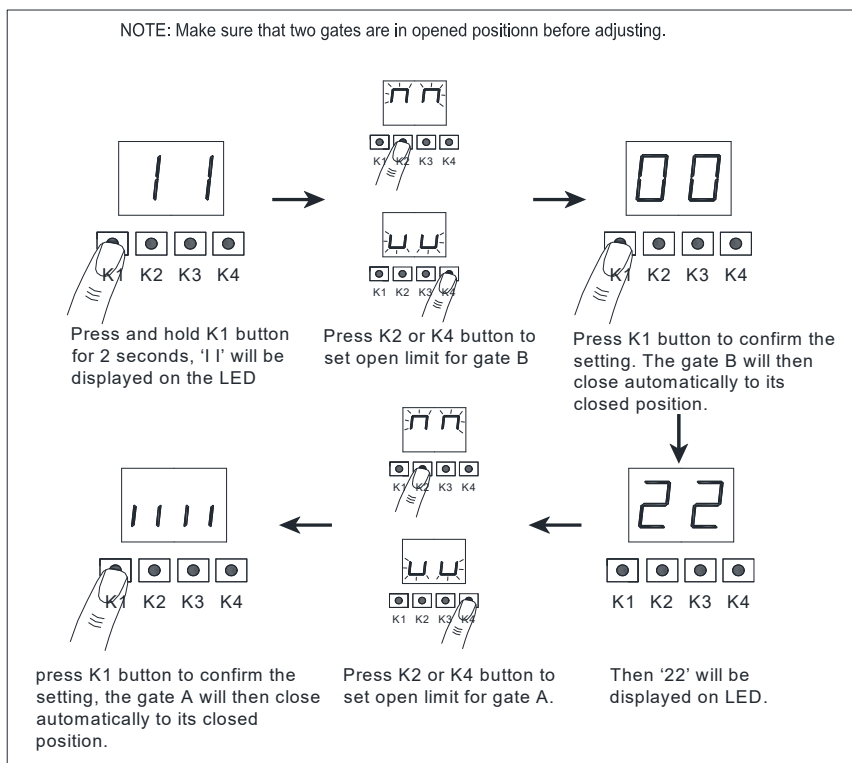 NOTE: Make sure that two gates are in opened positionn before adjusting.
11
K1 K2 K3 K4
Press and hold K1 button
for 2 seconds, ‘I I’ will be
displayed on the LED
nn
K1 K2 K3 K4
uu
K1 K2 K3 K4
Press K2 or K4 button to
set open limit for gate B
00
K1 K2 K3 K4
Press K1 button to confirm the
setting. The gate B will then
close automatically to its
closed position.
22
K1 K2 K3 K4
Then ‘22’ will be
displayed on LED.
nn
K1 K2 K3 K4
uu
K1 K2 K3 K4
Press K2 or K4 button to
set open limit for gate A.
1111
K1 K2 K3 K4
press K1 button to confirm the
setting, the gate A will then close
automatically to its closed
position.